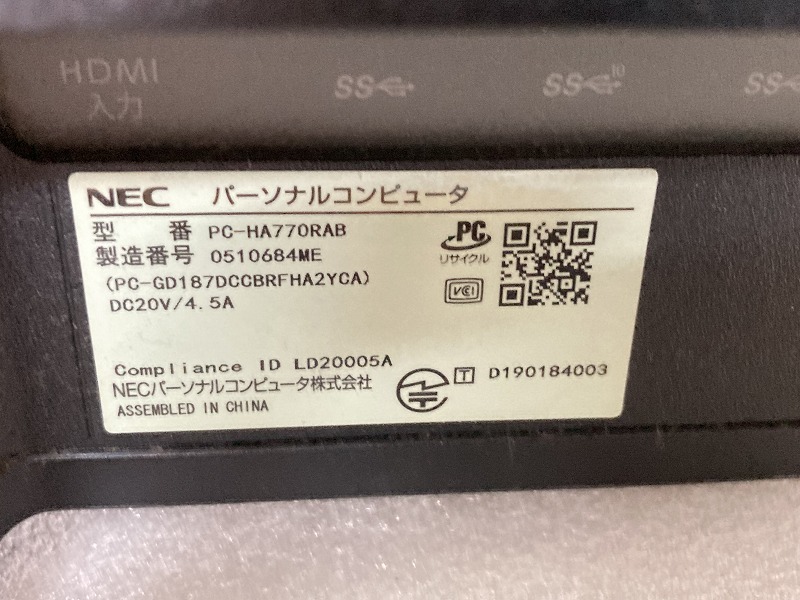 HDMI
入力
SS
SS 10
SS
NEC パーソナルコンピュータ
型 番 PC-HA770RAB
製造番号 0510684ME
(PC-GD187DCCBRFHA2YCA)
DC20V/4.5A
PC
リサイクル
VCCI
Compliance ID LD20005A
NECパーソナルコンピュータ株式会社
ASSEMBLED IN CHINA
T D190184003